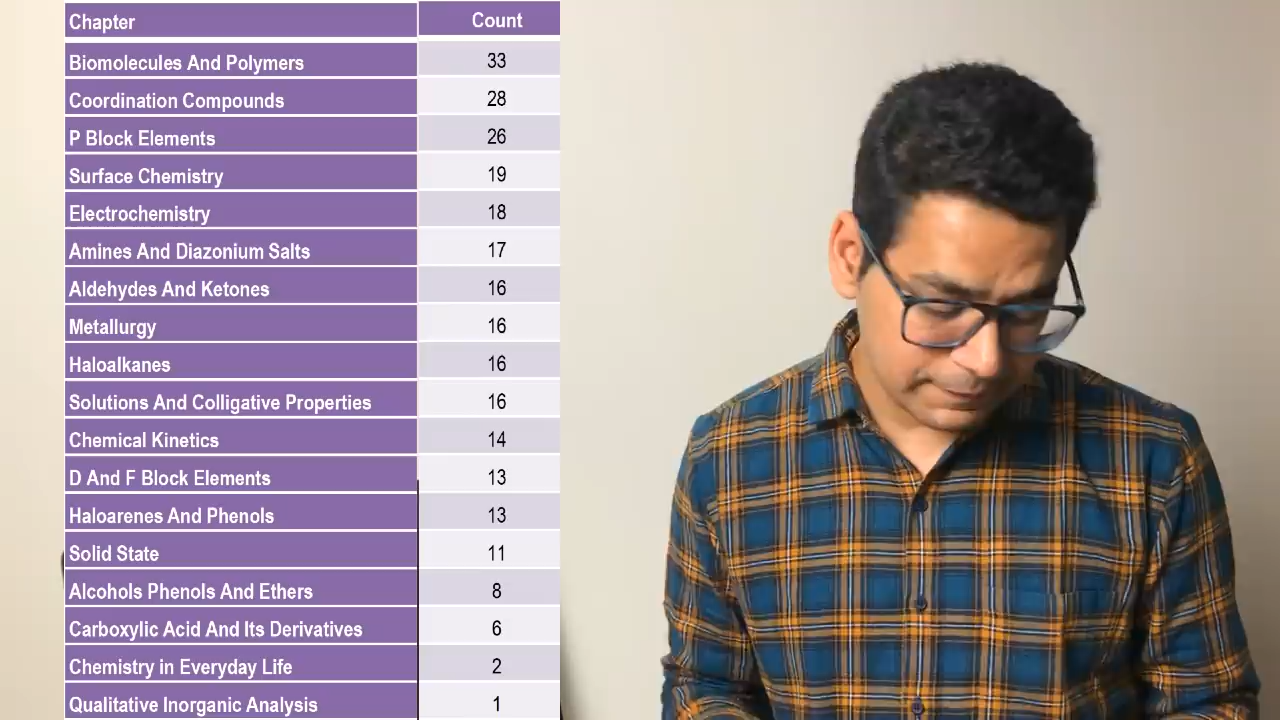 Chapter Count
Biomolecules And Polymers 33
Coordination Compounds 28
P Block Elements 26
Surface Chemistry 19
Electrochemistry 18
Amines And Diazonium Salts 17
Aldehydes And Ketones 16
Metallurgy 16
Haloalkanes 16
Solutions And Colligative Properties 16
Chemical Kinetics 14
D And F Block Elements 13
Haloarenes And Phenols 13
Solid State 11
Alcohols Phenols And Ethers 8
Carboxylic Acid And Its Derivatives 6
Chemistry in Everyday Life 2
Qualitative Inorganic Analysis 1